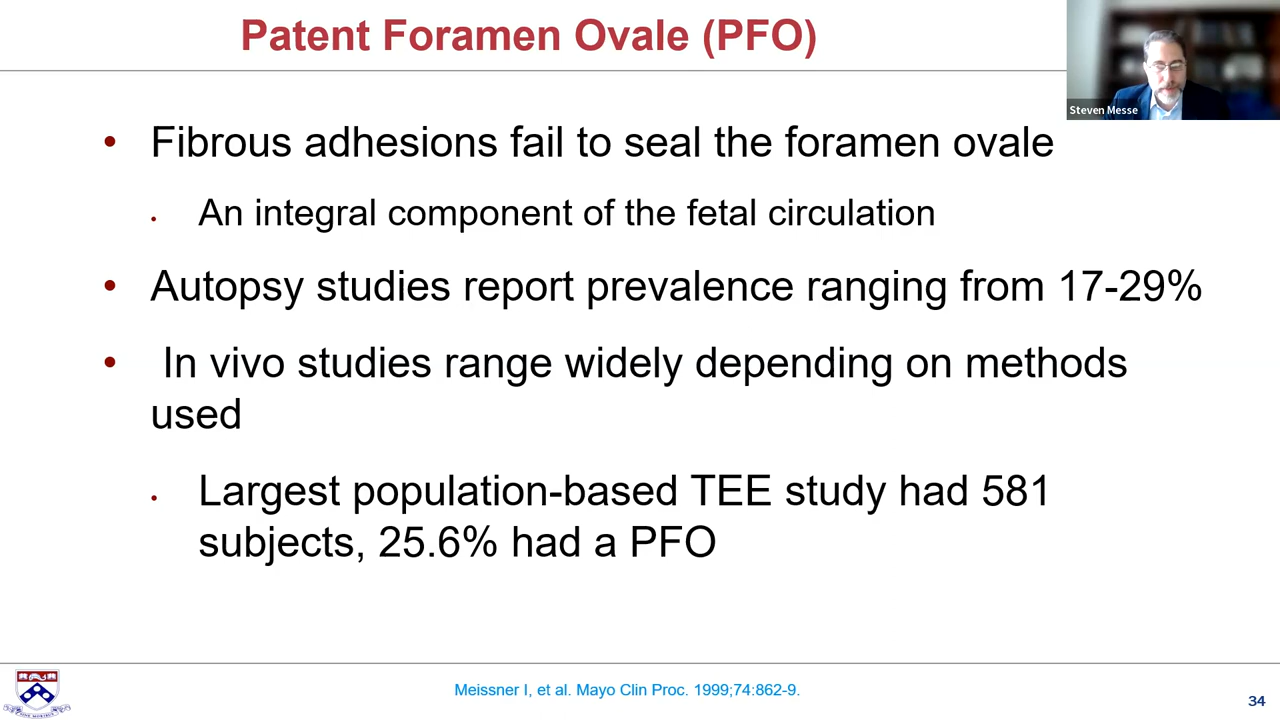 Patent Foramen Ovale (PFO)
Steven Messe
• Fibrous adhesions fail to seal the foramen ovale
• An integral component of the fetal circulation
• Autopsy studies report prevalence ranging from 17-29%
• In vivo studies range widely depending on methods
used
• Largest population-based TEE study had 581
subjects, 25.6% had a PFO
Meissner I, et al. Mayo Clin Proc. 1999;74:862-9.
34